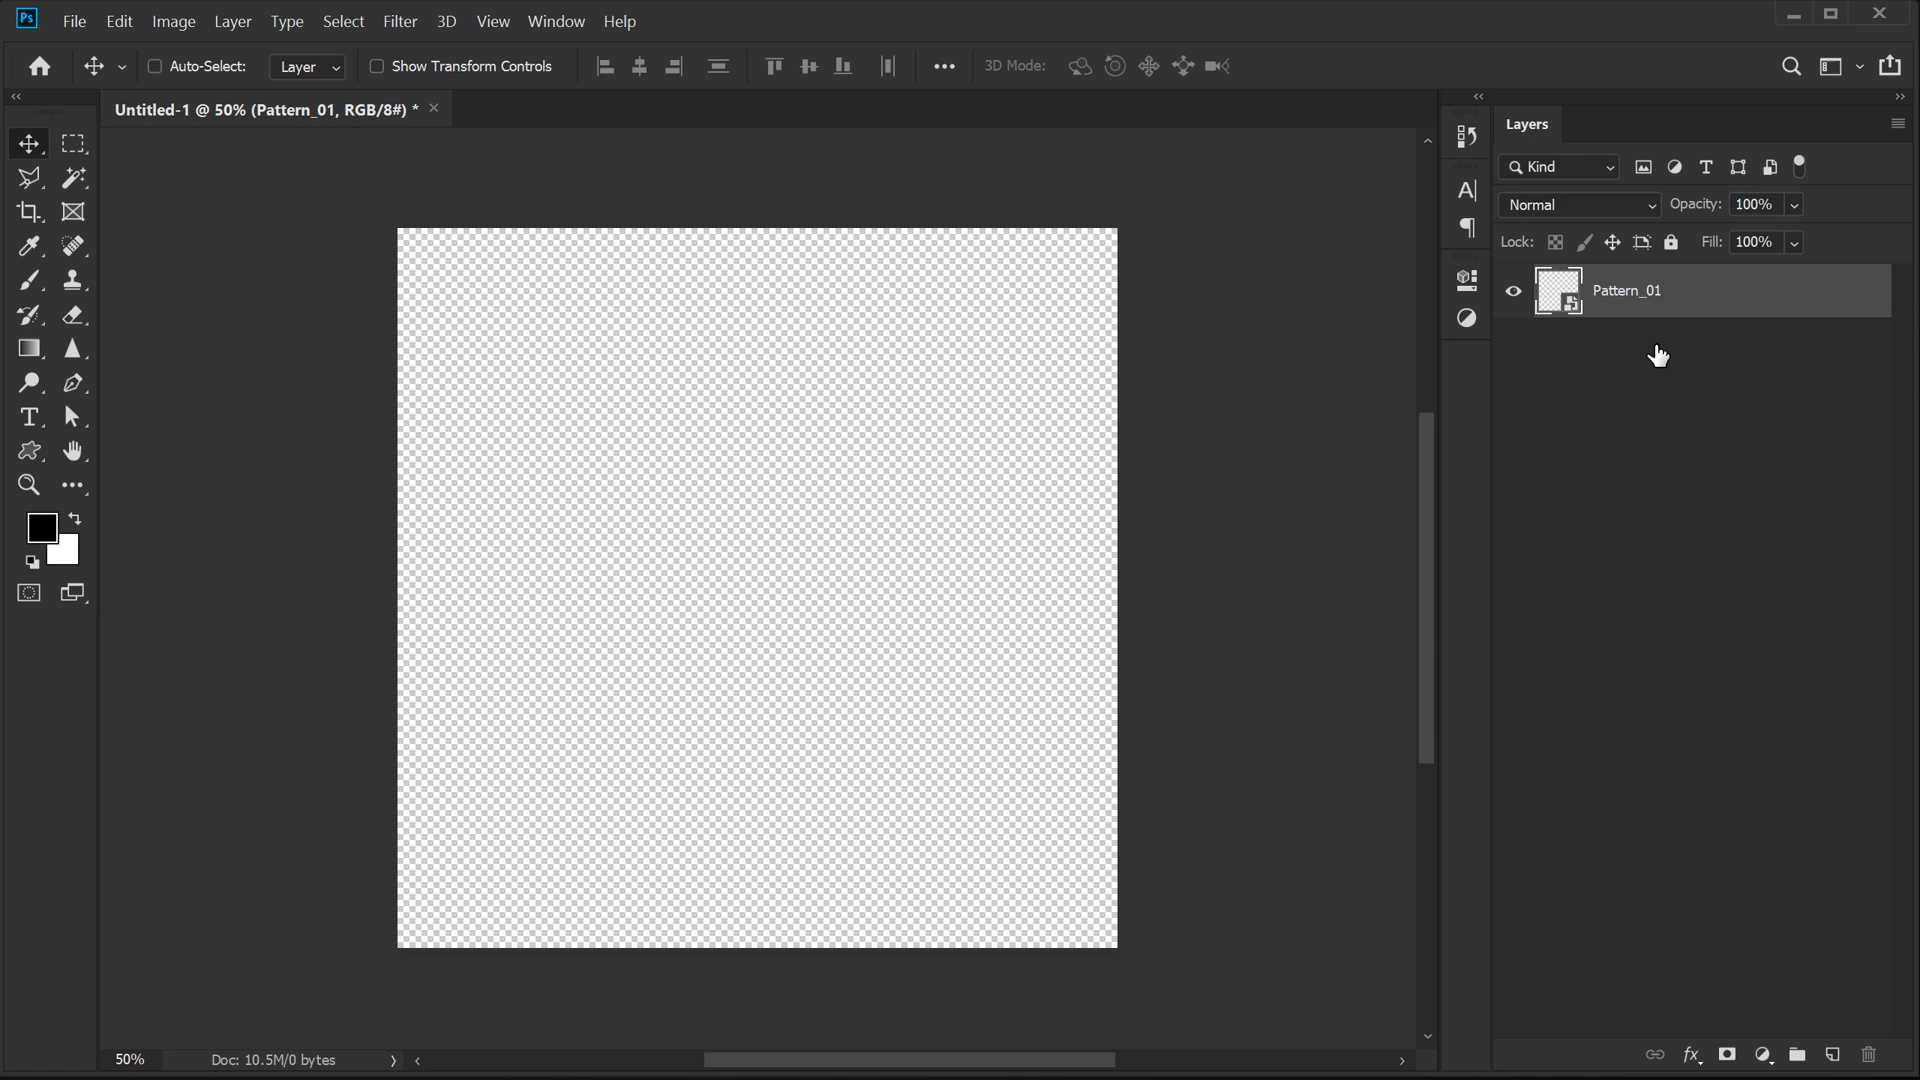 Ps File Edit Image Layer Type Select Filter 3D View Window Help
Auto-Select: Layer Show Transform Controls 3D Mode:
Untitled-1 @ 50% (Pattern_01, RGB/8#) *
Layers
Kind
Normal Opacity: 100%
Lock: Fill: 100%
Pattern_01
50% Doc: 10.5M/0 bytes
fx